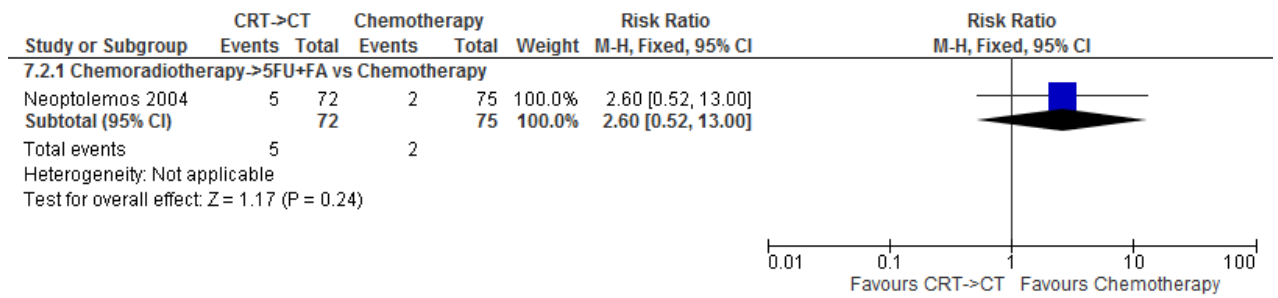 CRT->CT Chemotherapy Risk Ratio Risk Ratio
Study or Subgroup Events Total Events Total Weight M-H, Fixed, 95% CI M-H, Fixed, 95% CI
7.2.1 Chemoradiotherapy->5FU+FA vs Chemotherapy
Neoptolemos 2004 5 72 2 75 100.0% 2.60 [0.52, 13.00]
Subtotal (95% CI) 72 75 100.0% 2.60 [0.52, 13.00]
Total events 5 2
Heterogeneity: Not applicable
Test for overall effect: Z = 1.17 (P = 0.24)
0.01 0.1 1 10 100
Favours CRT->CT Favours Chemotherapy